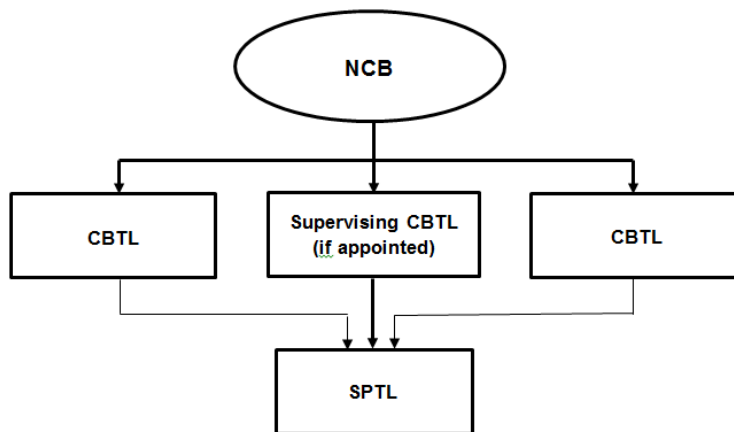 NCB
CBTL
Supervising CBTL
(if appointed)
CBTL
SPTL